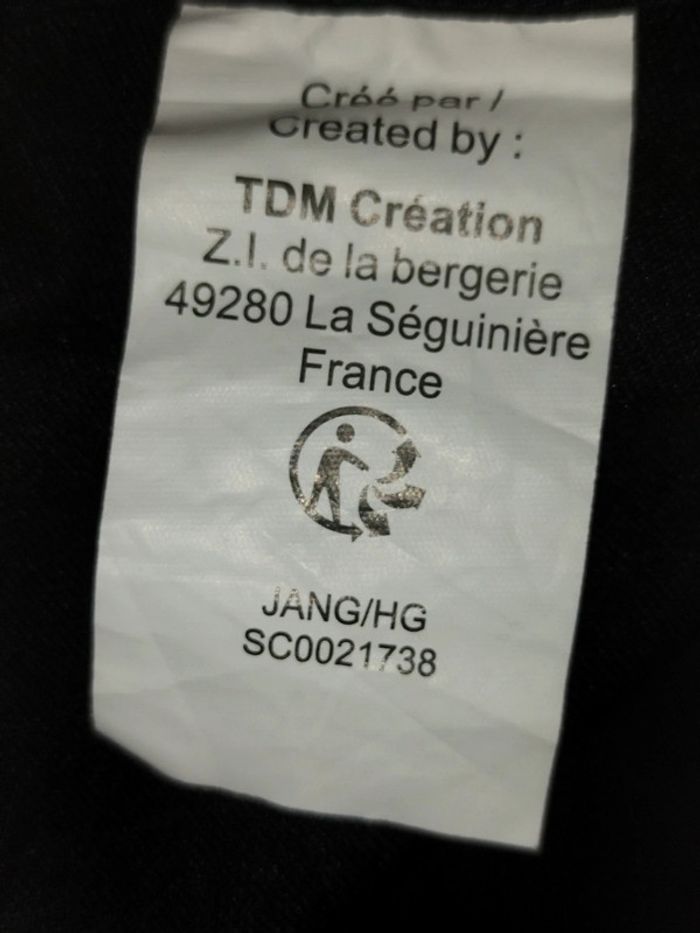 Créé par /
Created by :
TDM Création
Z.I. de la bergerie
49280 La Séguinière
France
JANG/HG
SC0021738